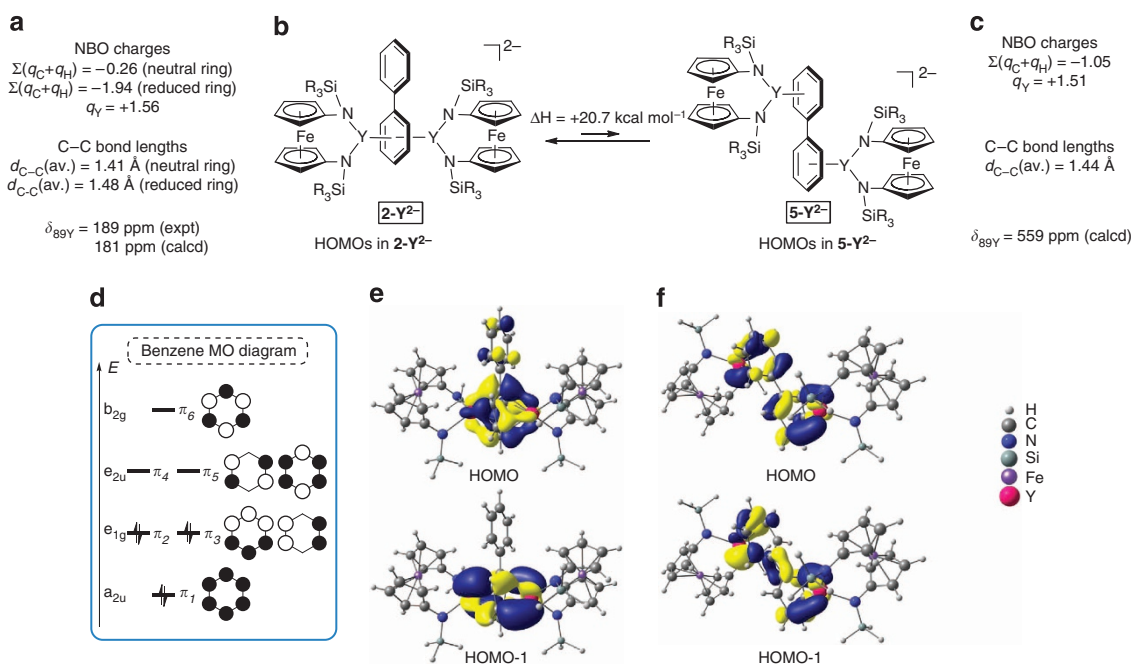 a
NBO charges
Σ(qC+qH) = −0.26 (neutral ring)
Σ(qC+qH) = −1.94 (reduced ring)
qY = +1.56
C−C bond lengths
dC−C(av.) = 1.41 Å (neutral ring)
dC-C(av.) = 1.48 Å (reduced ring)
δ89Y = 189 ppm (expt)
181 ppm (calcd)
b
2−
R3Si
SiR3
N
N
Fe
Y
Y
Fe
N
N
R3Si
SiR3
2-Y2−
HOMOs in 2-Y2−
ΔH = +20.7 kcal mol−1
R3Si
N
Fe
Y
N
R3Si
2−
SiR3
N
Y
Fe
N
SiR3
5-Y2−
HOMOs in 5-Y2−
c
NBO charges
Σ(qC+qH) = −1.05
qY = +1.51
C−C bond lengths
dC−C(av.) = 1.44 Å
δ89Y = 559 ppm (calcd)
d
Benzene MO diagram
E
b2g π6
e2u π4 π5
e1g π2 π3
a2u π1
e
HOMO
HOMO-1
f
HOMO
HOMO-1
H
C
N
Si
Fe
Y